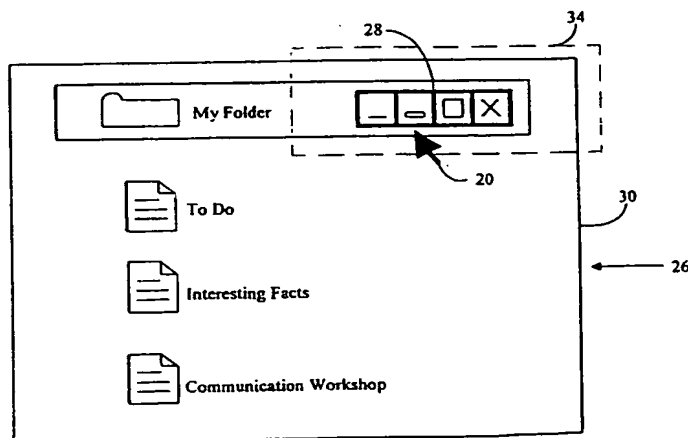 34
28
My Folder
20
To Do
30
26
Interesting Facts
Communication Workshop